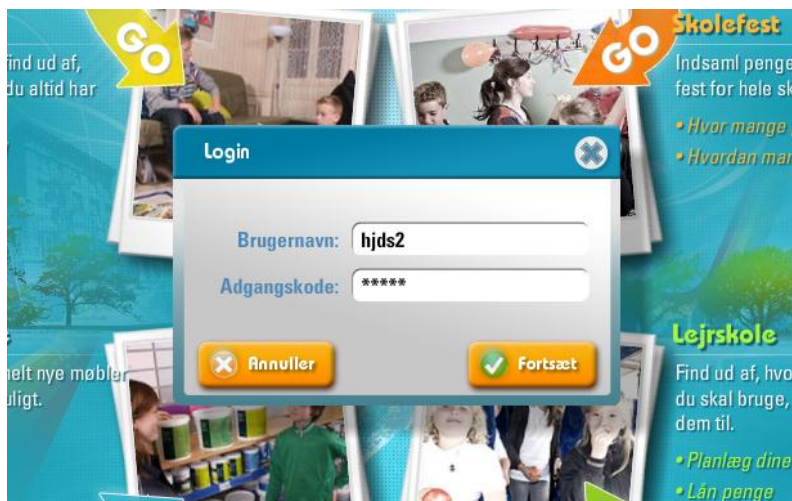 GO
GO
Skolefest
find ud af,
du altid har
Indsaml penge
fest for hele sk
• Hvor mange
• Hvordan man
Login
Brugernavn: hjds2
Adgangskode: *****
Annuller
Fortsæt
Lejrskole
helt nye møbler
uligt.
Find ud af, hvo
du skal bruge,
dem til.
• Planlæg dine
• Lån penge